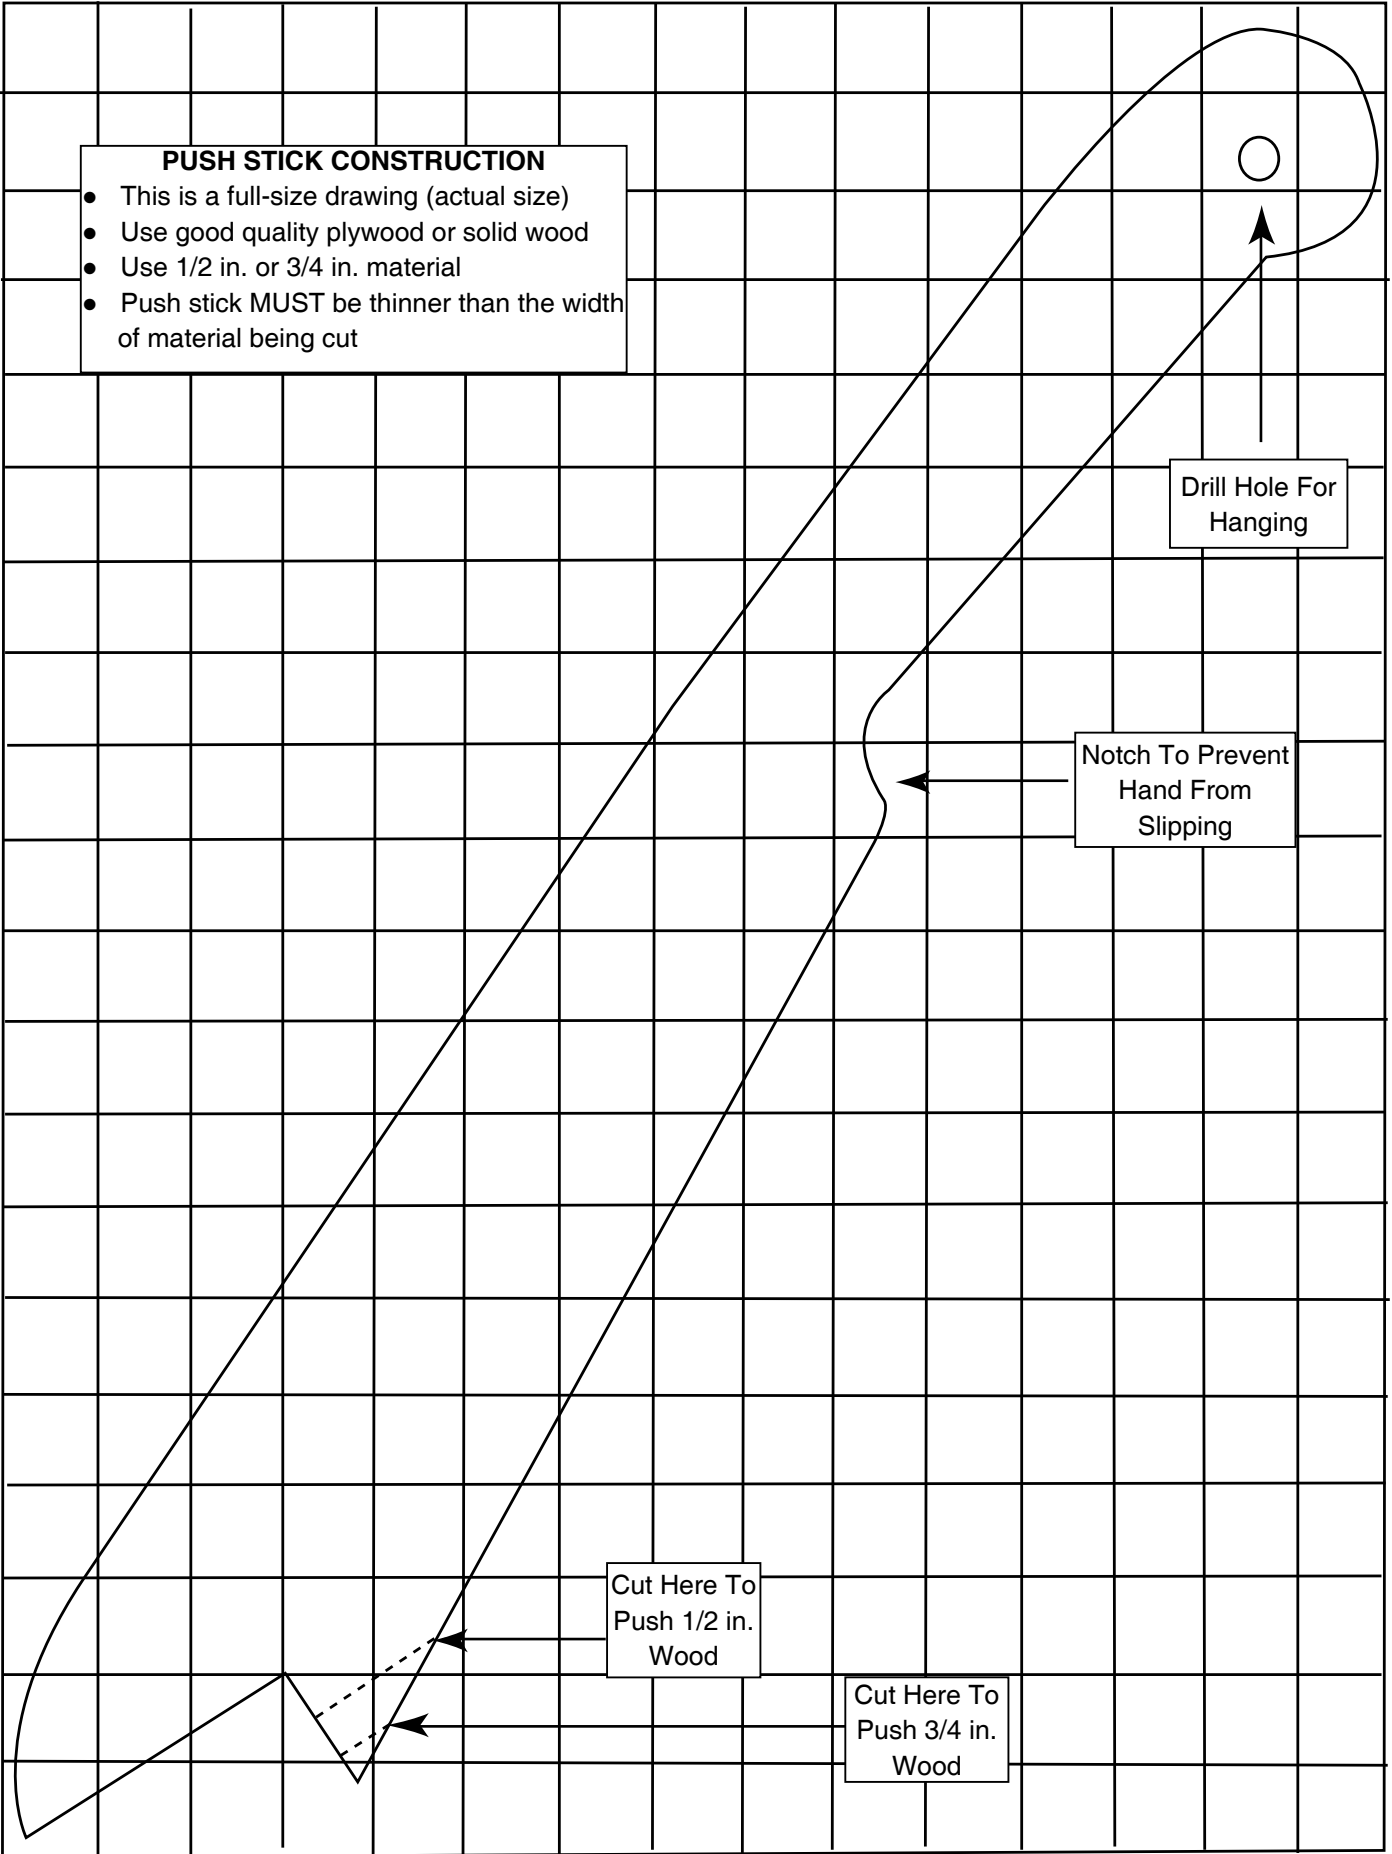 PUSH STICK CONSTRUCTION
● This is a full-size drawing (actual size)
● Use good quality plywood or solid wood
● Use 1/2 in. or 3/4 in. material
● Push stick MUST be thinner than the width
of material being cut
Drill Hole For
Hanging
Notch To Prevent
Hand From
Slipping
Cut Here To
Push 1/2 in.
Wood
Cut Here To
Push 3/4 in.
Wood